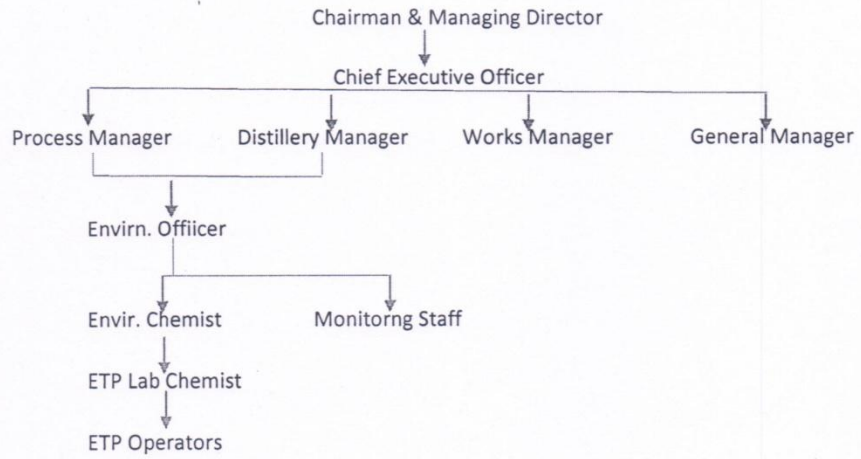 Chairman & Managing Director
Chief Executive Officer
Process Manager
Distillery Manager
Works Manager
General Manager
Envirn. Offiicer
Envir. Chemist
Monitorng Staff
ETP Lab Chemist
ETP Operators